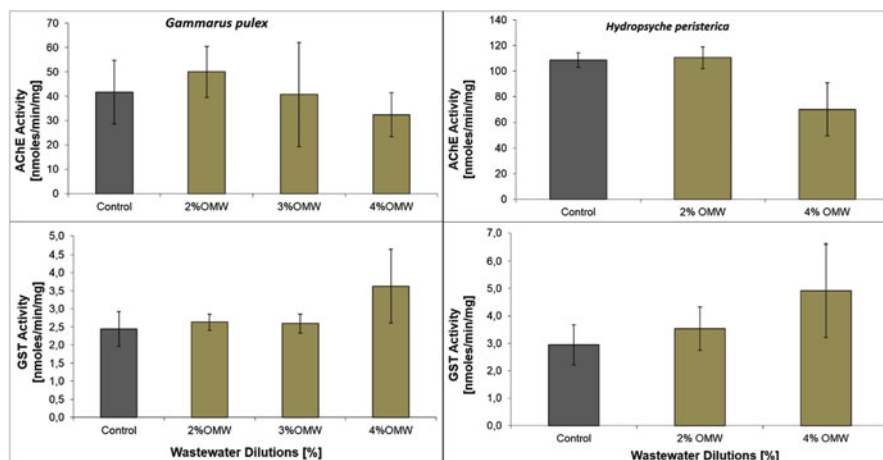 Gammarus pulex
AChE Activity
[nmoles/min/mg]
70
60
50
40
30
20
10
0
Control 2%OMW 3%OMW 4%OMW
Hydropsyche peristerica
AChE Activity
[nmoles/min/mg]
140
120
100
80
60
40
20
0
Control 2% OMW 4% OMW
GST Activity
[nmoles/min/mg]
5,0
4,5
4,0
3,5
3,0
2,5
2,0
1,5
1,0
0,5
0,0
Control 2%OMW 3%OMW 4%OMW
Wastewater Dilutions [%]
GST Activity
[nmoles/min/mg]
7,0
6,0
5,0
4,0
3,0
2,0
1,0
0,0
Control 2% OMW 4% OMW
Wastewater Dilutions [%]